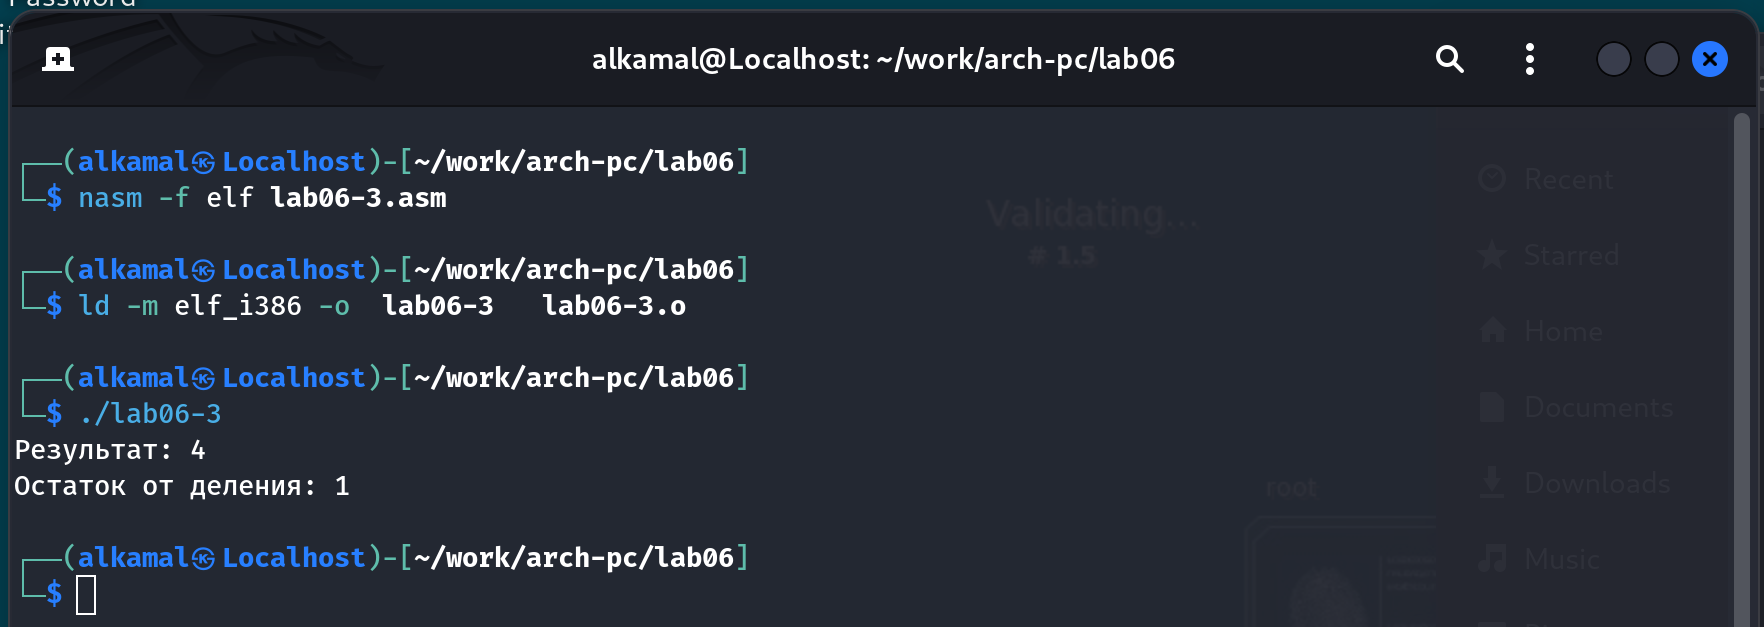 Password
alkamal@Localhost: ~/work/arch-pc/lab06
┌──(alkamal㉿Localhost)-[~/work/arch-pc/lab06]
└─$ nasm -f elf lab06-3.asm
┌──(alkamal㉿Localhost)-[~/work/arch-pc/lab06]
└─$ ld -m elf_i386 -o  lab06-3   lab06-3.o
┌──(alkamal㉿Localhost)-[~/work/arch-pc/lab06]
└─$ ./lab06-3
Результат: 4
Остаток от деления: 1
┌──(alkamal㉿Localhost)-[~/work/arch-pc/lab06]
└─$
Validating...
# 1.5
root
Recent
Starred
Home
Documents
Downloads
Music